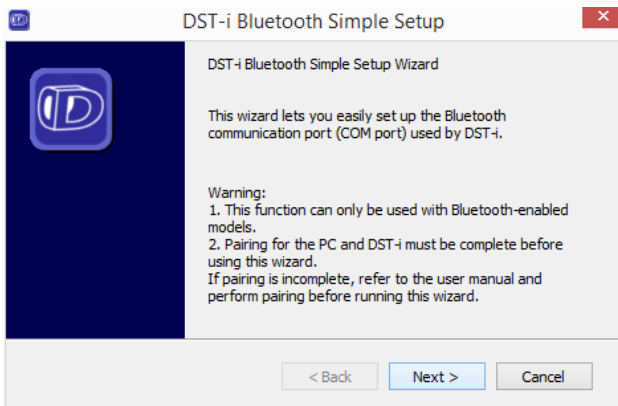 DST-i Bluetooth Simple Setup
DST-i Bluetooth Simple Setup Wizard
This wizard lets you easily set up the Bluetooth
communication port (COM port) used by DST-i.
Warning:
1. This function can only be used with Bluetooth-enabled
models.
2. Pairing for the PC and DST-i must be complete before
using this wizard.
If pairing is incomplete, refer to the user manual and
perform pairing before running this wizard.
< Back
Next >
Cancel